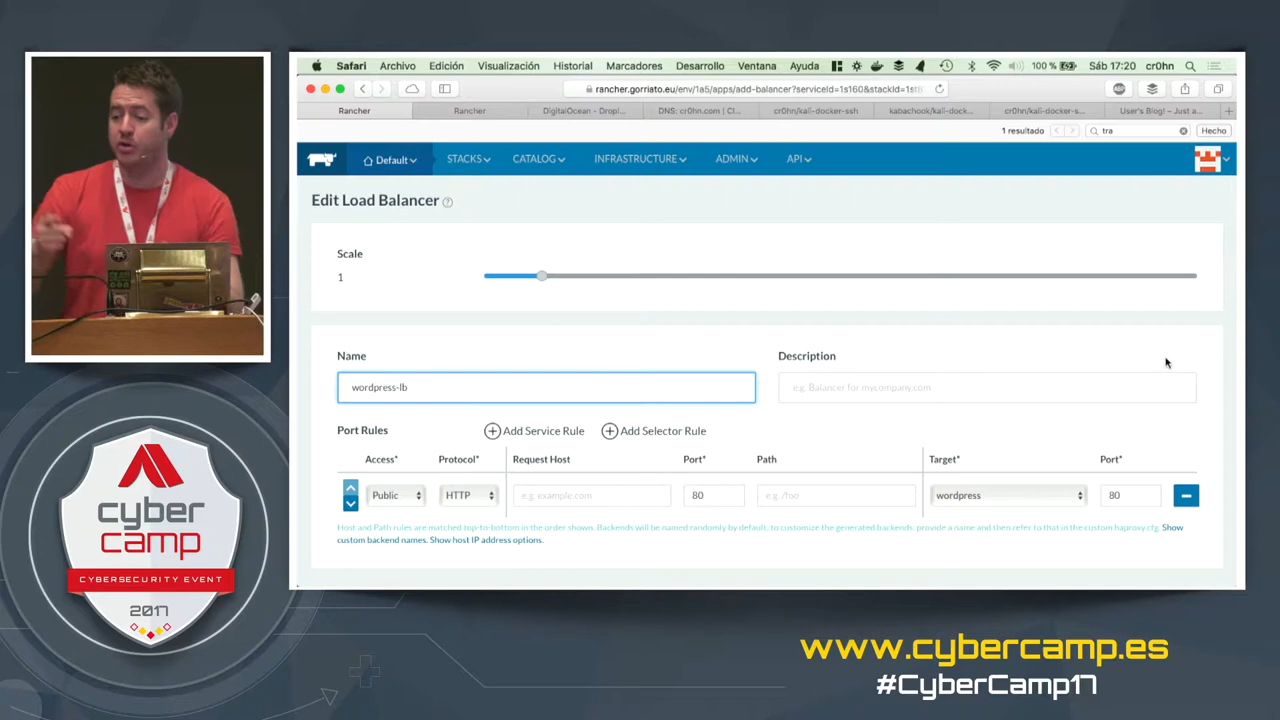 Safari Archivo Edición Visualización Historial Marcadores Desarrollo Ventana Ayuda 100 % Sáb 17:20 cr0hn
rancher.gorriato.eu/env/1a5/apps/add-balancer?serviceId=1s160&stackId=1st8
Rancher Rancher DigitalOcean - Dropl... DNS: cr0hn.com | Cl... cr0hn/kali-docker-ssh kabachook/kali-dock... cr0hn/kali-docker-s... User's Blog! – Just a...
1 resultado tra Hecho
Default STACKS CATALOG INFRASTRUCTURE ADMIN API
Edit Load Balancer
Scale
1
Name Description
wordpress-lb e.g. Balancer for mycompany.com
Port Rules Add Service Rule Add Selector Rule
Access* Protocol* Request Host Port* Path Target* Port*
Public HTTP e.g. example.com 80 e.g. /foo wordpress 80
Host and Path rules are matched top-to-bottom in the order shown. Backends will be named randomly by default; to customize the generated backends, provide a name and then refer to that in the custom haproxy.cfg. Show
custom backend names. Show host IP address options.
cyber
camp
CYBERSECURITY EVENT
2017
www.cybercamp.es
#CyberCamp17